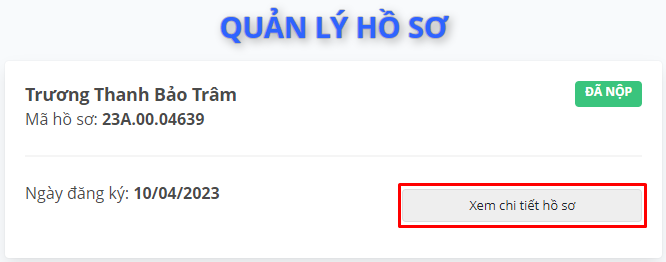 QUẢN LÝ HỒ SƠ
Trương Thanh Bảo Trâm
ĐÃ NỘP
Mã hồ sơ: 23A.00.04639
Ngày đăng ký: 10/04/2023
Xem chi tiết hồ sơ